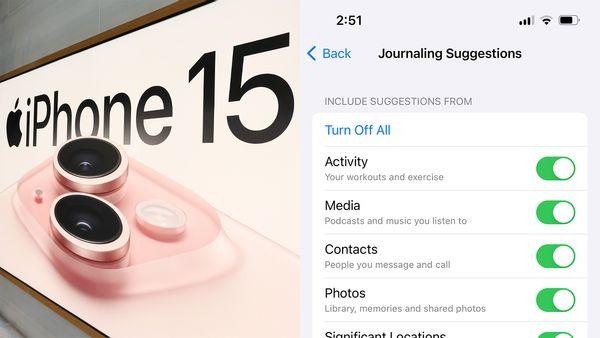 iPhone 15
2:51
Back
Journaling Suggestions
INCLUDE SUGGESTIONS FROM
Turn Off All
Activity
Your workouts and exercise
Media
Podcasts and music you listen to
Contacts
People you message and call
Photos
Library, memories and shared photos
Significant Locations